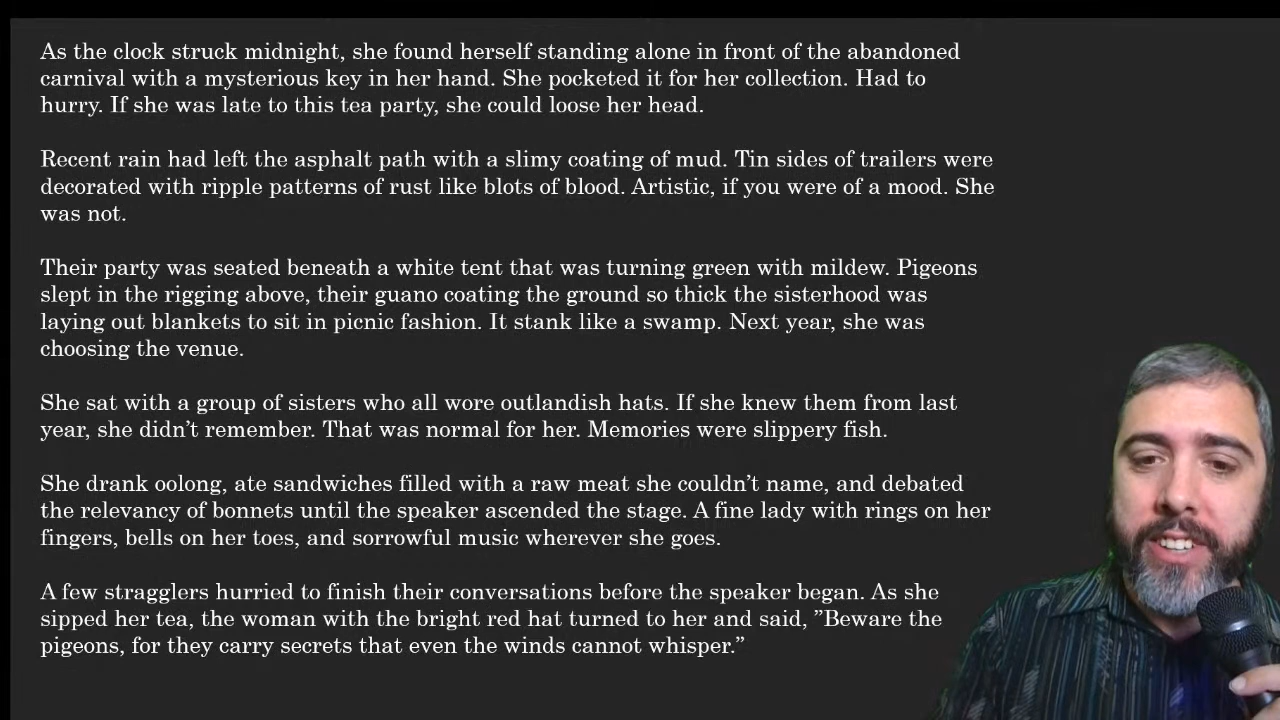 As the clock struck midnight, she found herself standing alone in front of the abandoned
carnival with a mysterious key in her hand. She pocketed it for her collection. Had to
hurry. If she was late to this tea party, she could loose her head.
Recent rain had left the asphalt path with a slimy coating of mud. Tin sides of trailers were
decorated with ripple patterns of rust like blots of blood. Artistic, if you were of a mood. She
was not.
Their party was seated beneath a white tent that was turning green with mildew. Pigeons
slept in the rigging above, their guano coating the ground so thick the sisterhood was
laying out blankets to sit in picnic fashion. It stank like a swamp. Next year, she was
choosing the venue.
She sat with a group of sisters who all wore outlandish hats. If she knew them from last
year, she didn’t remember. That was normal for her. Memories were slippery fish.
She drank oolong, ate sandwiches filled with a raw meat she couldn’t name, and debated
the relevancy of bonnets until the speaker ascended the stage. A fine lady with rings on her
fingers, bells on her toes, and sorrowful music wherever she goes.
A few stragglers hurried to finish their conversations before the speaker began. As she
sipped her tea, the woman with the bright red hat turned to her and said, ”Beware the
pigeons, for they carry secrets that even the winds cannot whisper.”